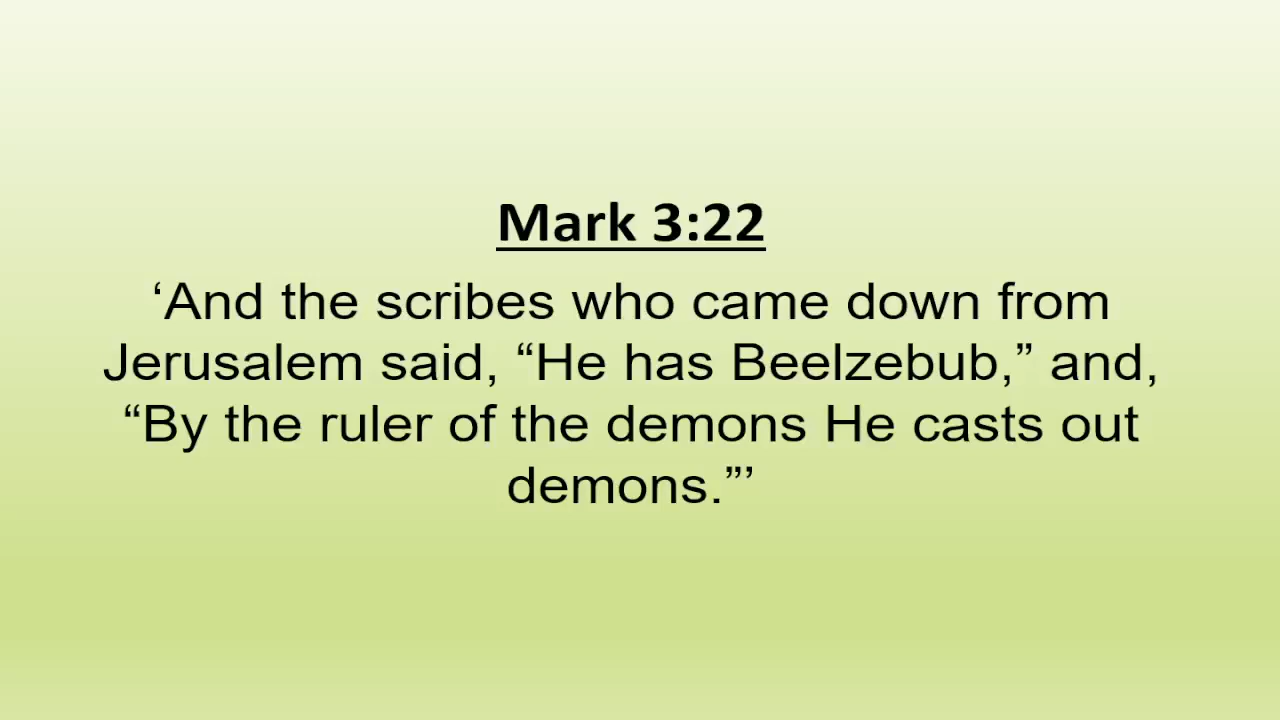 Mark 3:22
‘And the scribes who came down from
Jerusalem said, “He has Beelzebub,” and,
“By the ruler of the demons He casts out
demons.”’